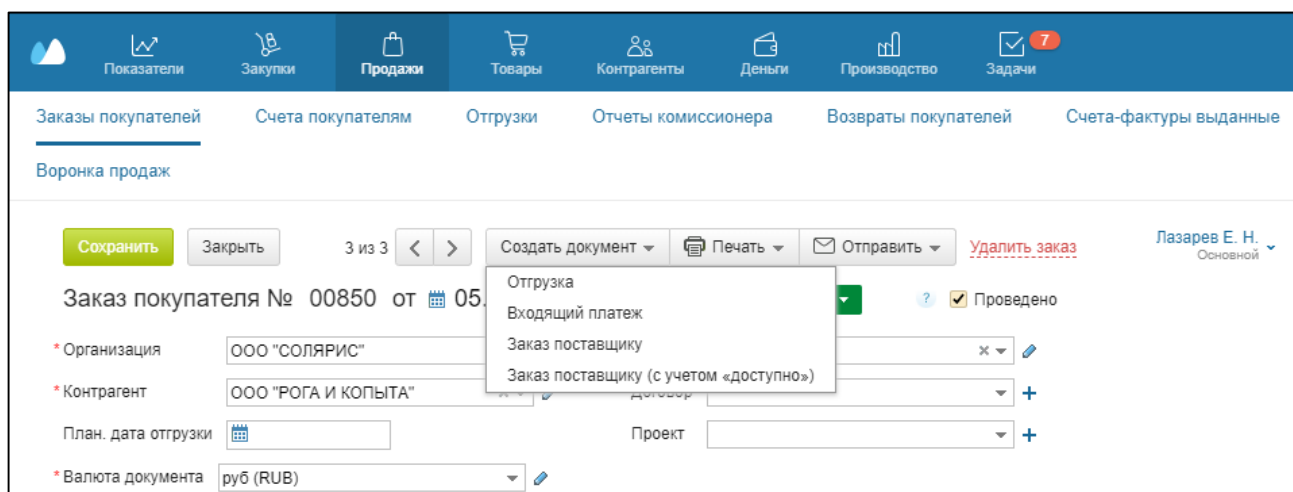 7
Показатели Закупки Продажи Товары Контрагенты Деньги Производство Задачи
Заказы покупателей Счета покупателям Отгрузки Отчеты комиссионера Возвраты покупателей Счета-фактуры выданные
Воронка продаж
Сохранить Закрыть 3 из 3 Создать документ Печать Отправить Удалить заказ Лазарев Е. Н.
Основной
Отгрузка
Заказ покупателя № 00850 от 05. ? Проведено
Входящий платеж
* Организация ООО "СОЛЯРИС" Заказ поставщику
Заказ поставщику (с учетом «доступно»)
* Контрагент ООО "РОГА И КОПЫТА" Договор
План. дата отгрузки Проект
* Валюта документа руб (RUB)